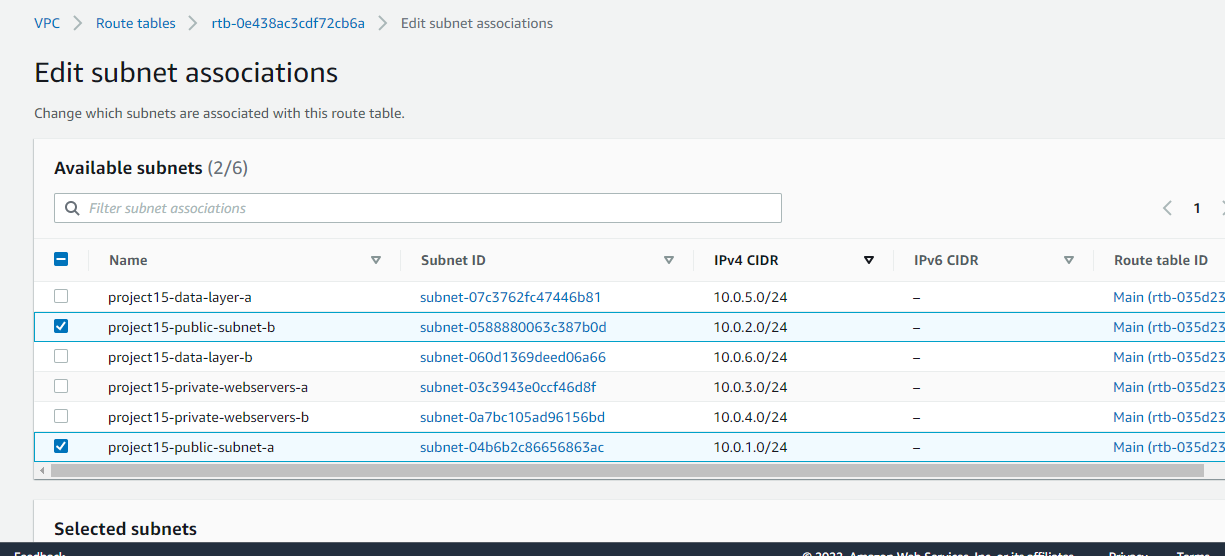 VPC Route tables rtb-0e438ac3cdf72cb6a Edit subnet associations
Edit subnet associations
Change which subnets are associated with this route table.
Available subnets (2/6)
Filter subnet associations
1
Name Subnet ID IPv4 CIDR IPv6 CIDR Route table ID
project15-data-layer-a subnet-07c3762fc47446b81 10.0.5.0/24 – Main (rtb-035d23
project15-public-subnet-b subnet-0588880063c387b0d 10.0.2.0/24 – Main (rtb-035d23
project15-data-layer-b subnet-060d1369deed06a66 10.0.6.0/24 – Main (rtb-035d23
project15-private-webservers-a subnet-03c3943e0ccf46d8f 10.0.3.0/24 – Main (rtb-035d23
project15-private-webservers-b subnet-0a7bc105ad96156bd 10.0.4.0/24 – Main (rtb-035d23
project15-public-subnet-a subnet-04b6b2c86656863ac 10.0.1.0/24 – Main (rtb-035d23
Selected subnets
Feedback © 2022, Amazon Web Services, Inc. or its affiliates. Privacy Terms